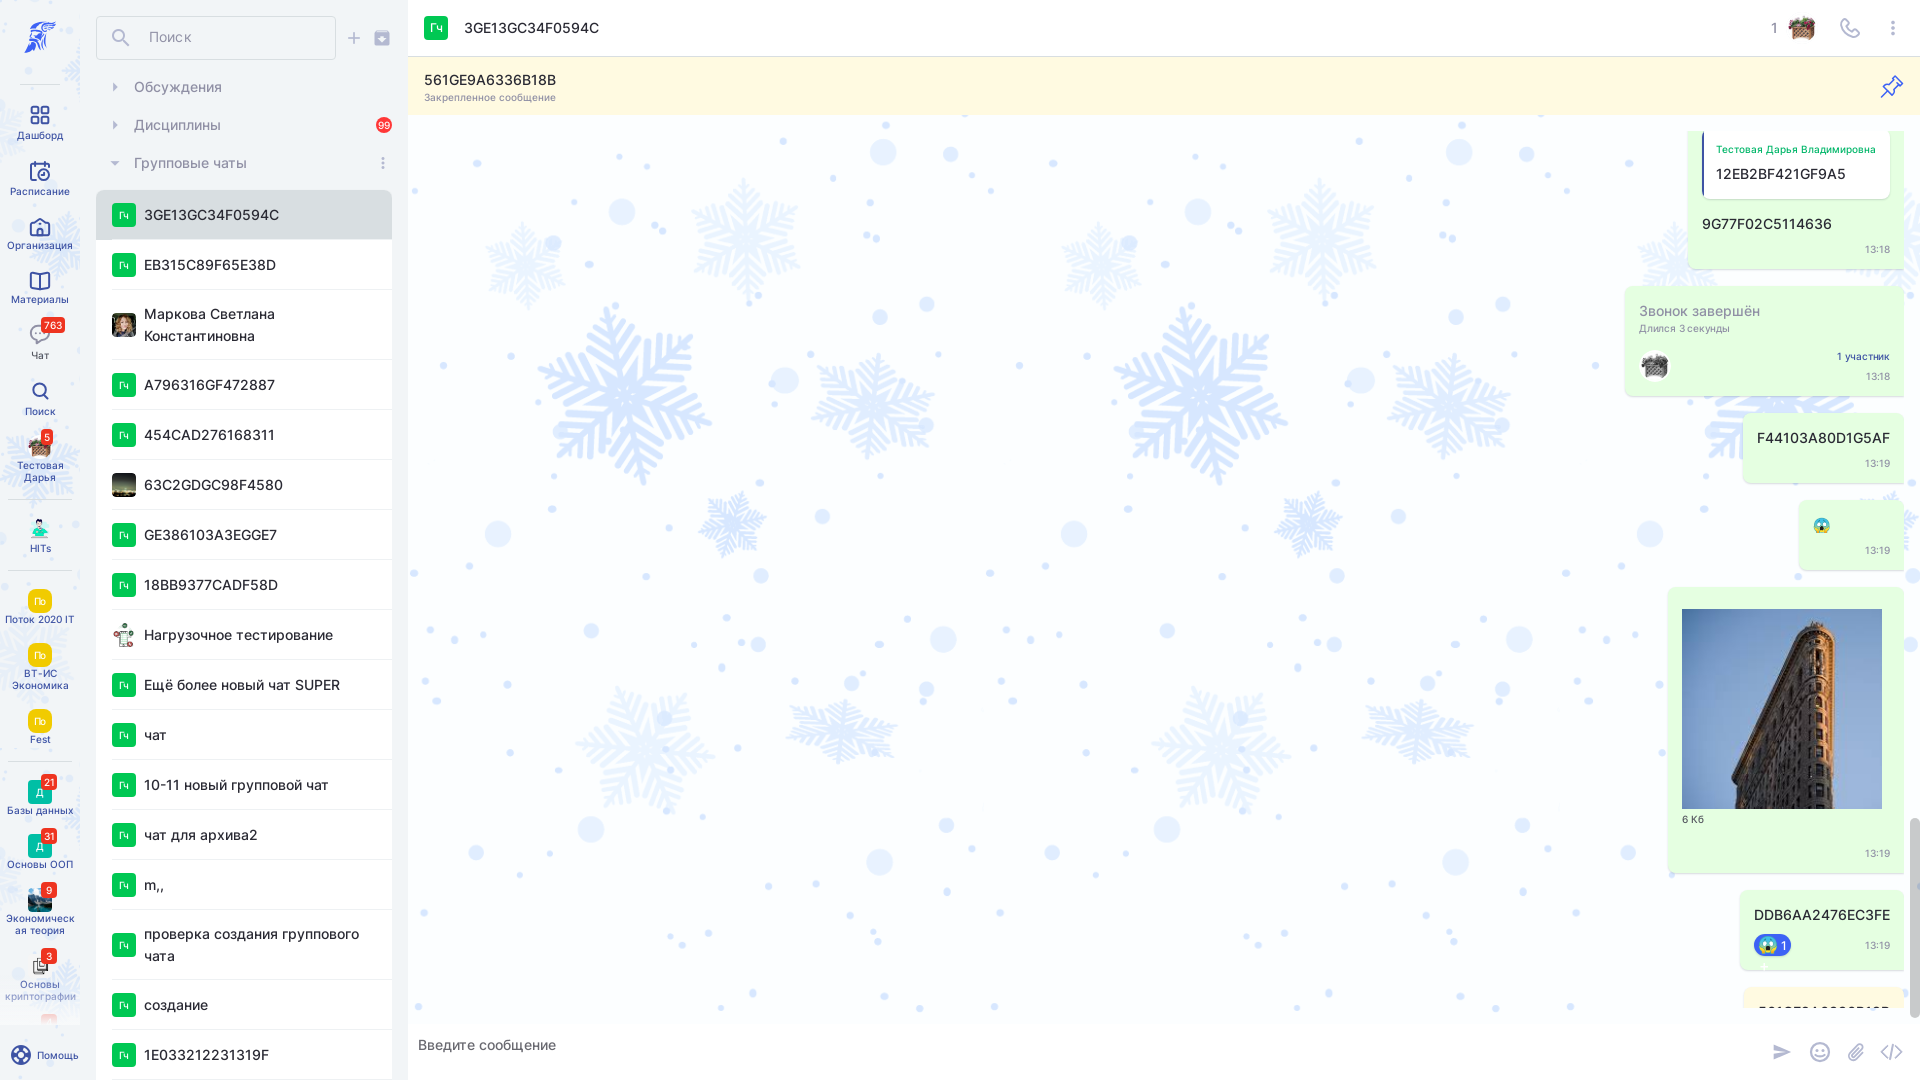 Дашборд
Расписание
Организация
Материалы
763
Чат
Поиск
5
Тестовая
Дарья
HITs
По
Поток 2020 IT
По
ВТ-ИС
Экономика
По
Fest
21
Д
Базы данных
31
Д
Основы ООП
9
Экономическ
ая теория
3
Основы
криптографии
Помощь
Поиск
Обсуждения
Дисциплины
99
Групповые чаты
Гч
3GE13GC34F0594C
Гч
EB315C89F65E38D
Маркова Светлана
Константиновна
Гч
A796316GF472887
Гч
454CAD276168311
63C2GDGC98F4580
Гч
GE386103A3EGGE7
Гч
18BB9377CADF58D
Нагрузочное тестирование
Гч
Ещё более новый чат SUPER
Гч
чат
Гч
10-11 новый групповой чат
Гч
чат для архива2
Гч
m,,
Гч
проверка создания группового
чата
Гч
создание
Гч
1E033212231319F
Гч
3GE13GC34F0594C
1
561GE9A6336B18B
Закрепленное сообщение
Тестовая Дарья Владимировна
12EB2BF421GF9A5
9G77F02C5114636
13:18
Звонок завершён
Длился 3 секунды
1 участник
13:18
F44103A80D1G5AF
13:19
13:19
6 Кб
13:19
DDB6AA2476EC3FE
1
13:19
Введите сообщение